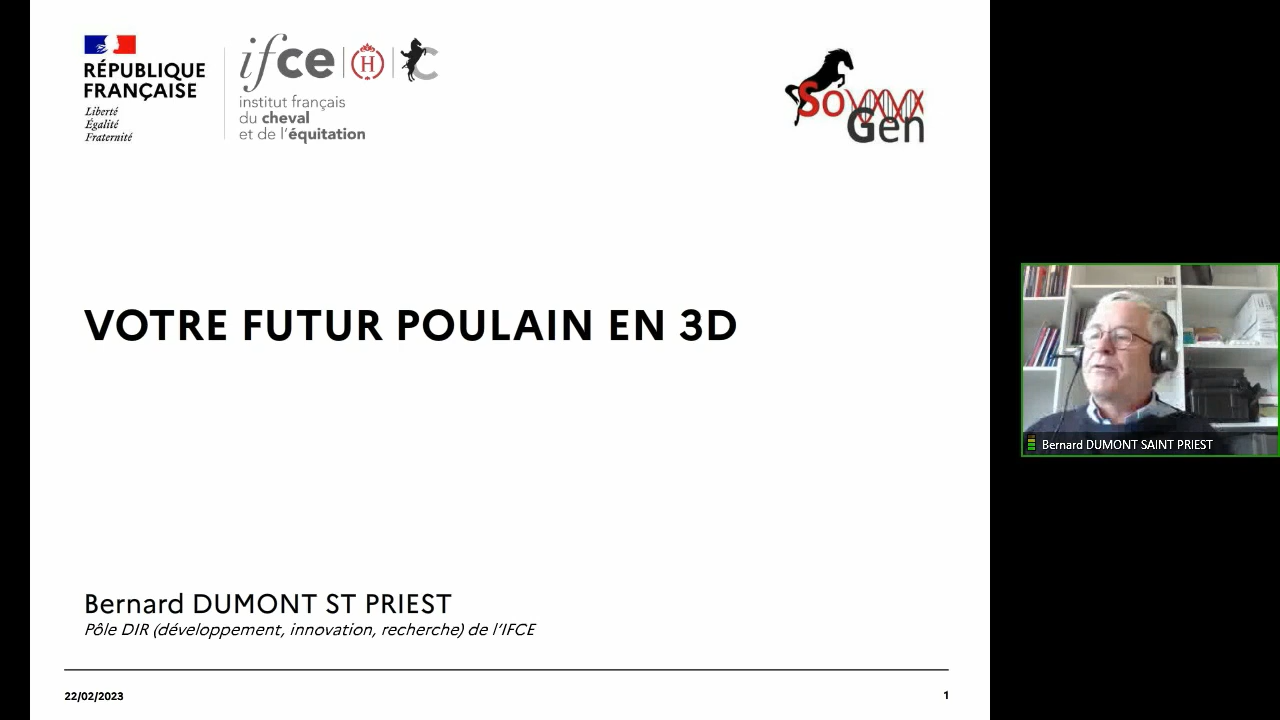 RÉPUBLIQUE
FRANÇAISE
Liberté
Égalité
Fraternité
ifce H C
institut français
du cheval
et de l'équitation
So
Gen
VOTRE FUTUR POULAIN EN 3D
Bernard DUMONT SAINT PRIEST
Bernard DUMONT ST PRIEST
Pôle DIR (développement, innovation, recherche) de l'IFCE
22/02/2023
1